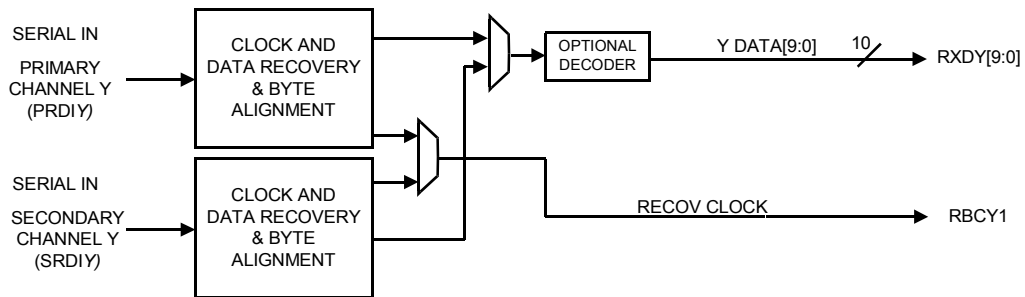 SERIAL IN
PRIMARY
CHANNEL Y
(PRDIY)
CLOCK AND
DATA RECOVERY
& BYTE
ALIGNMENT
OPTIONAL
DECODER
Y DATA[9:0]
10
RXDY[9:0]
SERIAL IN
SECONDARY
CHANNEL Y
(SRDIY)
CLOCK AND
DATA RECOVERY
& BYTE
ALIGNMENT
RECOV CLOCK
RBCY1